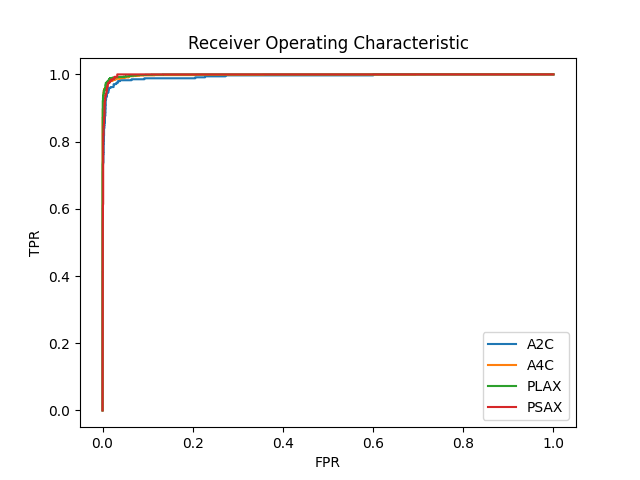 Receiver Operating Characteristic
1.0
0.8
0.6
0.4
0.2
0.0
TPR
0.0 0.2 0.4 0.6 0.8 1.0
FPR
A2C
A4C
PLAX
PSAX